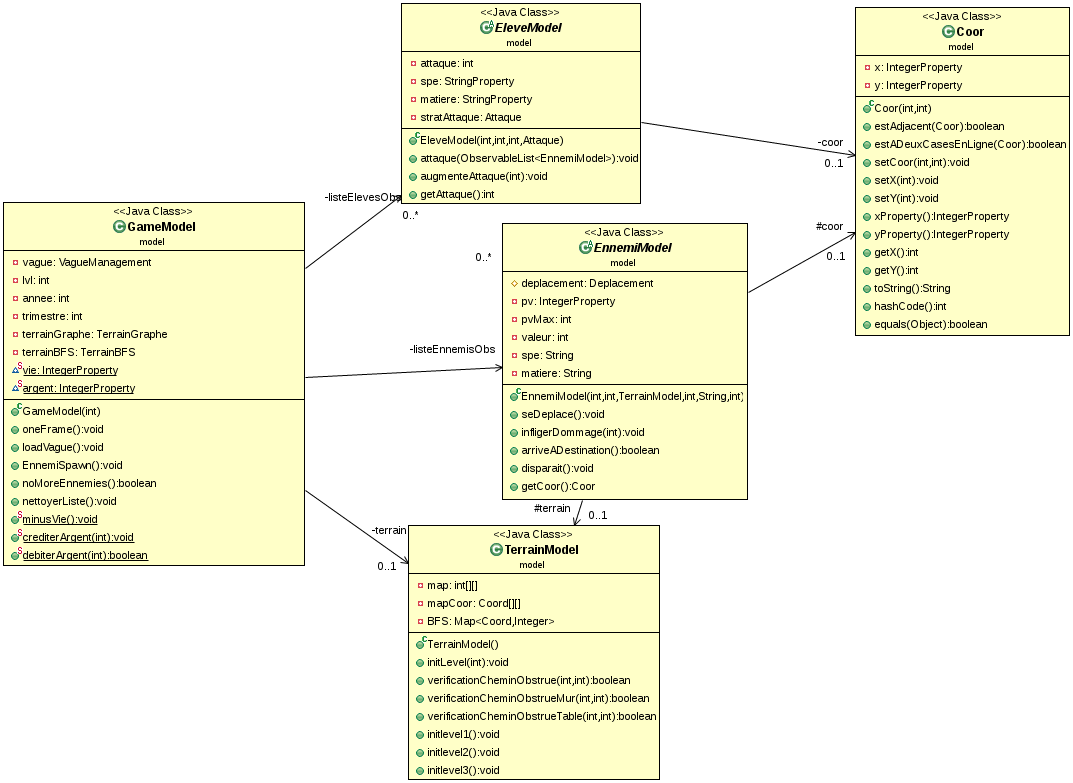 <<Java Class>>
EleveModel
model
attaque: int
spe: StringProperty
matiere: StringProperty
stratAttaque: Attaque
EleveModel(int,int,int,Attaque)
attaque(ObservableList<EnnemiModel>):void
augmenteAttaque(int):void
getAttaque():int
<<Java Class>>
Coor
model
x: IntegerProperty
y: IntegerProperty
Coor(int,int)
estAdjacent(Coor):boolean
estADeuxCasesEnLigne(Coor):boolean
setCoor(int,int):void
setX(int):void
setY(int):void
xProperty():IntegerProperty
yProperty():IntegerProperty
getX():int
getY():int
toString():String
hashCode():int
equals(Object):boolean
-coor
0..1
-listeElevesObs
0..*
<<Java Class>>
GameModel
model
vague: VagueManagement
lvl: int
annee: int
trimestre: int
terrainGraphe: TerrainGraphe
terrainBFS: TerrainBFS
vie: IntegerProperty
argent: IntegerProperty
GameModel(int)
oneFrame():void
loadVague():void
EnnemiSpawn():void
noMoreEnnemies():boolean
nettoyerListe():void
minusVie():void
crediterArgent(int):void
debiterArgent(int):boolean
0..*
-listeEnnemisObs
<<Java Class>>
EnnemiModel
model
deplacement: Deplacement
pv: IntegerProperty
pvMax: int
valeur: int
spe: String
matiere: String
EnnemiModel(int,int,TerrainModel,int,String,int)
seDeplace():void
infligerDommage(int):void
arriveADestination():boolean
disparait():void
getCoor():Coor
#coor
0..1
#terrain
0..1
-terrain
0..1
<<Java Class>>
TerrainModel
model
map: int[][]
mapCoor: Coord[][]
BFS: Map<Coord,Integer>
TerrainModel()
initLevel(int):void
verificationCheminObstrue(int,int):boolean
verificationCheminObstrueMur(int,int):boolean
verificationCheminObstrueTable(int,int):boolean
initlevel1():void
initlevel2():void
initlevel3():void